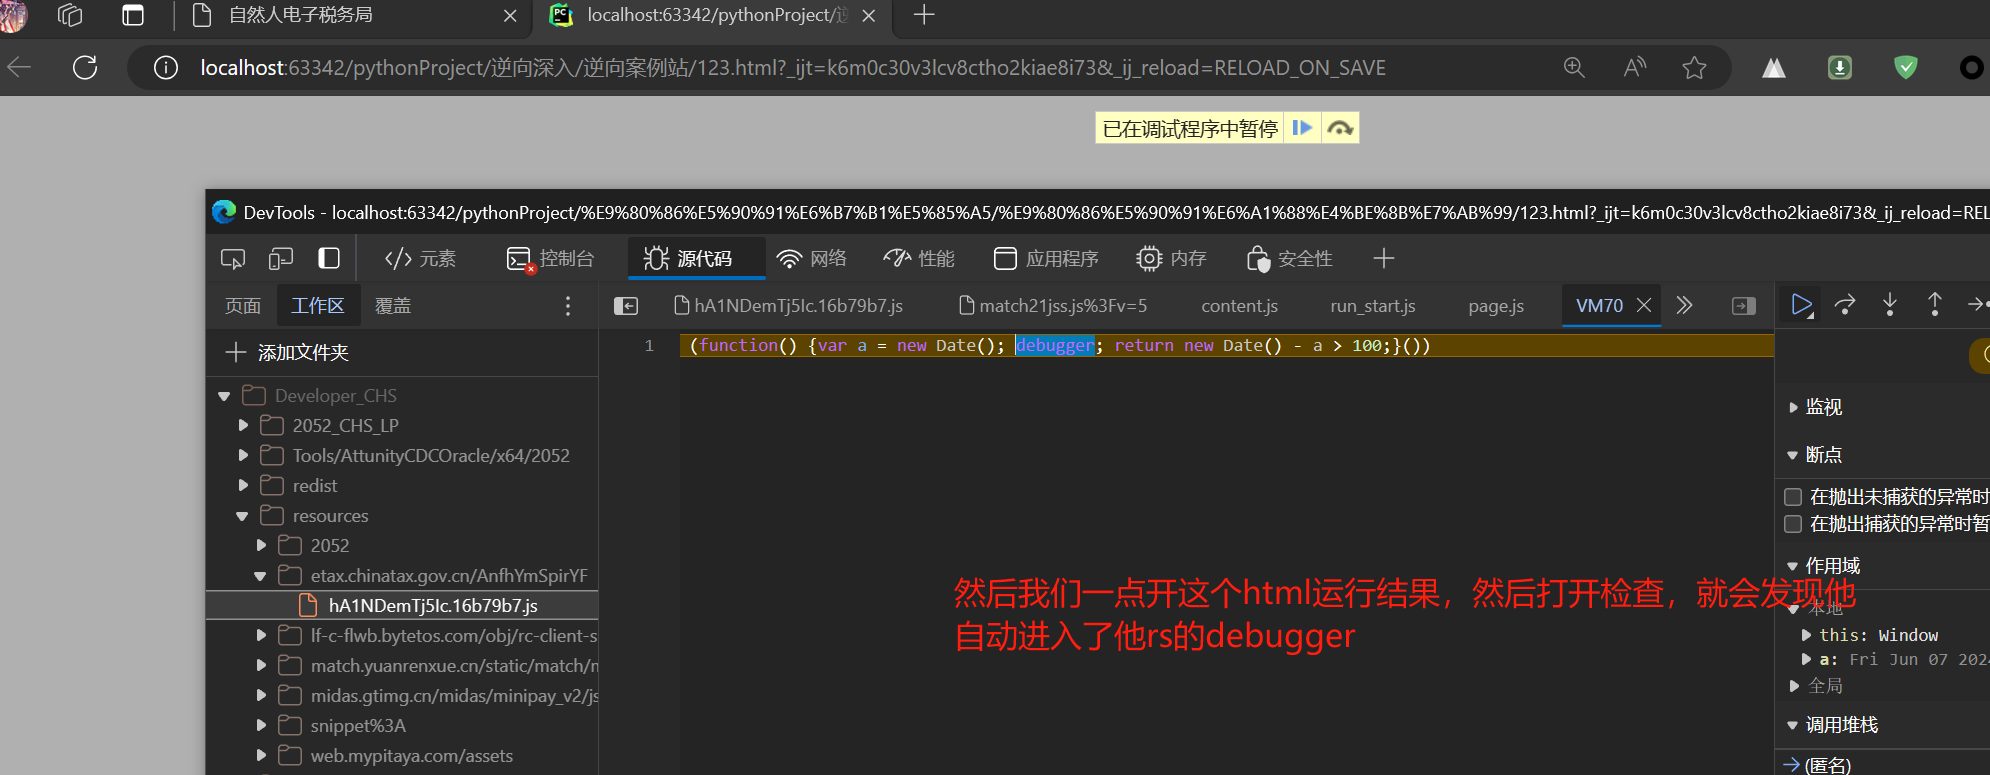 自然人电子税务局
localhost:63342/pythonProject/
localhost:63342/pythonProject/逆向深入/逆向案例站/123.html?_ijt=k6m0c30v3lcv8ctho2kiae8i73&_ij_reload=RELOAD_ON_SAVE
已在调试程序中暂停
DevTools - localhost:63342/pythonProject/%E9%80%86%E5%90%91%E6%B7%B1%E5%85%A5/%E9%80%86%E5%90%91%E6%A1%88%E4%BE%8B%E7%AB%99/123.html?_ijt=k6m0c30v3lcv8ctho2kiae8i73&_ij_reload=REL
元素 控制台 源代码 网络 性能 应用程序 内存 安全性
页面 工作区 覆盖 hA1NDemTj5Ic.16b79b7.js match21jss.js%3Fv=5 content.js run_start.js page.js VM70
1 (function() {var a = new Date(); debugger; return new Date() - a > 100;}())
添加文件夹
Developer_CHS
2052_CHS_LP
Tools/AttunityCDCOracle/x64/2052
redist
resources
2052
etax.chinatax.gov.cn/AnfhYmSpirYF
hA1NDemTj5Ic.16b79b7.js
lf-c-flwb.bytetos.com/obj/rc-client-s
match.yuanrenxue.cn/static/match/
midas.gtimg.cn/midas/minipay_v2/js
snippet%3A
web.mypitaya.com/assets
监视
断点
在抛出未捕获的异常时
在抛出捕获的异常时暂
作用域
本地
this: Window
a: Fri Jun 07 202
全局
调用堆栈
(匿名)
然后我们一点开这个html运行结果，然后打开检查，就会发现他
自动进入了他rs的debugger